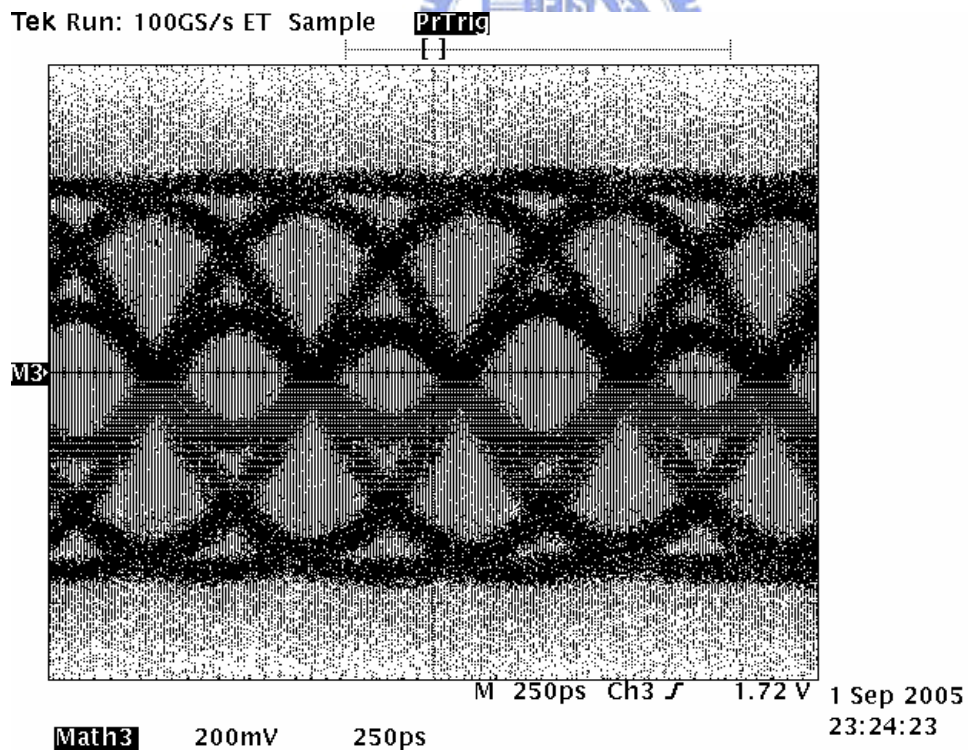 Tek Run: 100GS/s ET Sample PrTrig
[ ]
M3
M 250ps Ch3 ƒ 1.72 V
1 Sep 2005
23:24:23
Math3 200mV 250ps